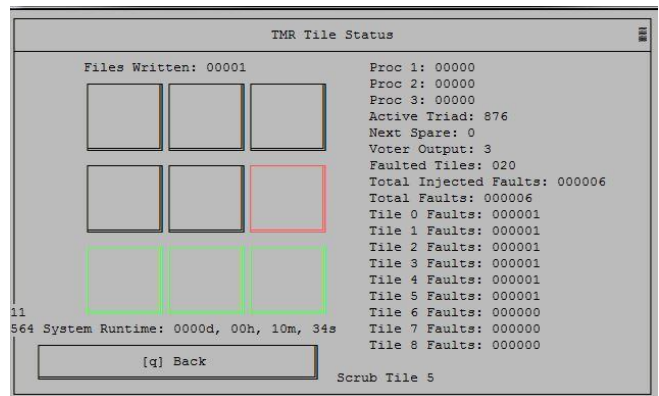 TMR Tile Status
Files Written: 00001
Proc 1: 00000
Proc 2: 00000
Proc 3: 00000
Active Triad: 876
Next Spare: 0
Voter Output: 3
Faulted Tiles: 020
Total Injected Faults: 000006
Total Faults: 000006
Tile 0 Faults: 000001
Tile 1 Faults: 000001
Tile 2 Faults: 000001
Tile 3 Faults: 000001
Tile 4 Faults: 000001
Tile 5 Faults: 000001
Tile 6 Faults: 000000
Tile 7 Faults: 000000
Tile 8 Faults: 000000
11
564 System Runtime: 0000d, 00h, 10m, 34s
[q] Back
Scrub Tile 5